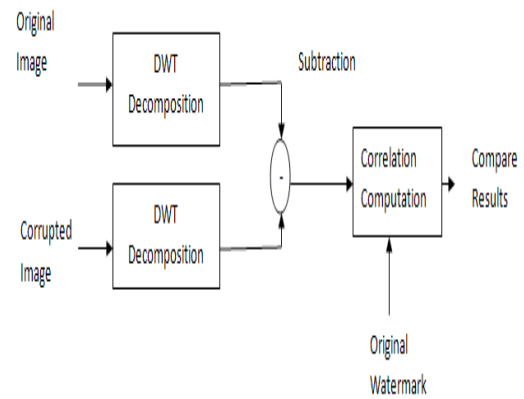 Original
Image
DWT
Decomposition
Subtraction
-
Correlation
Computation
Compare
Results
Corrupted
Image
DWT
Decomposition
Original
Watermark